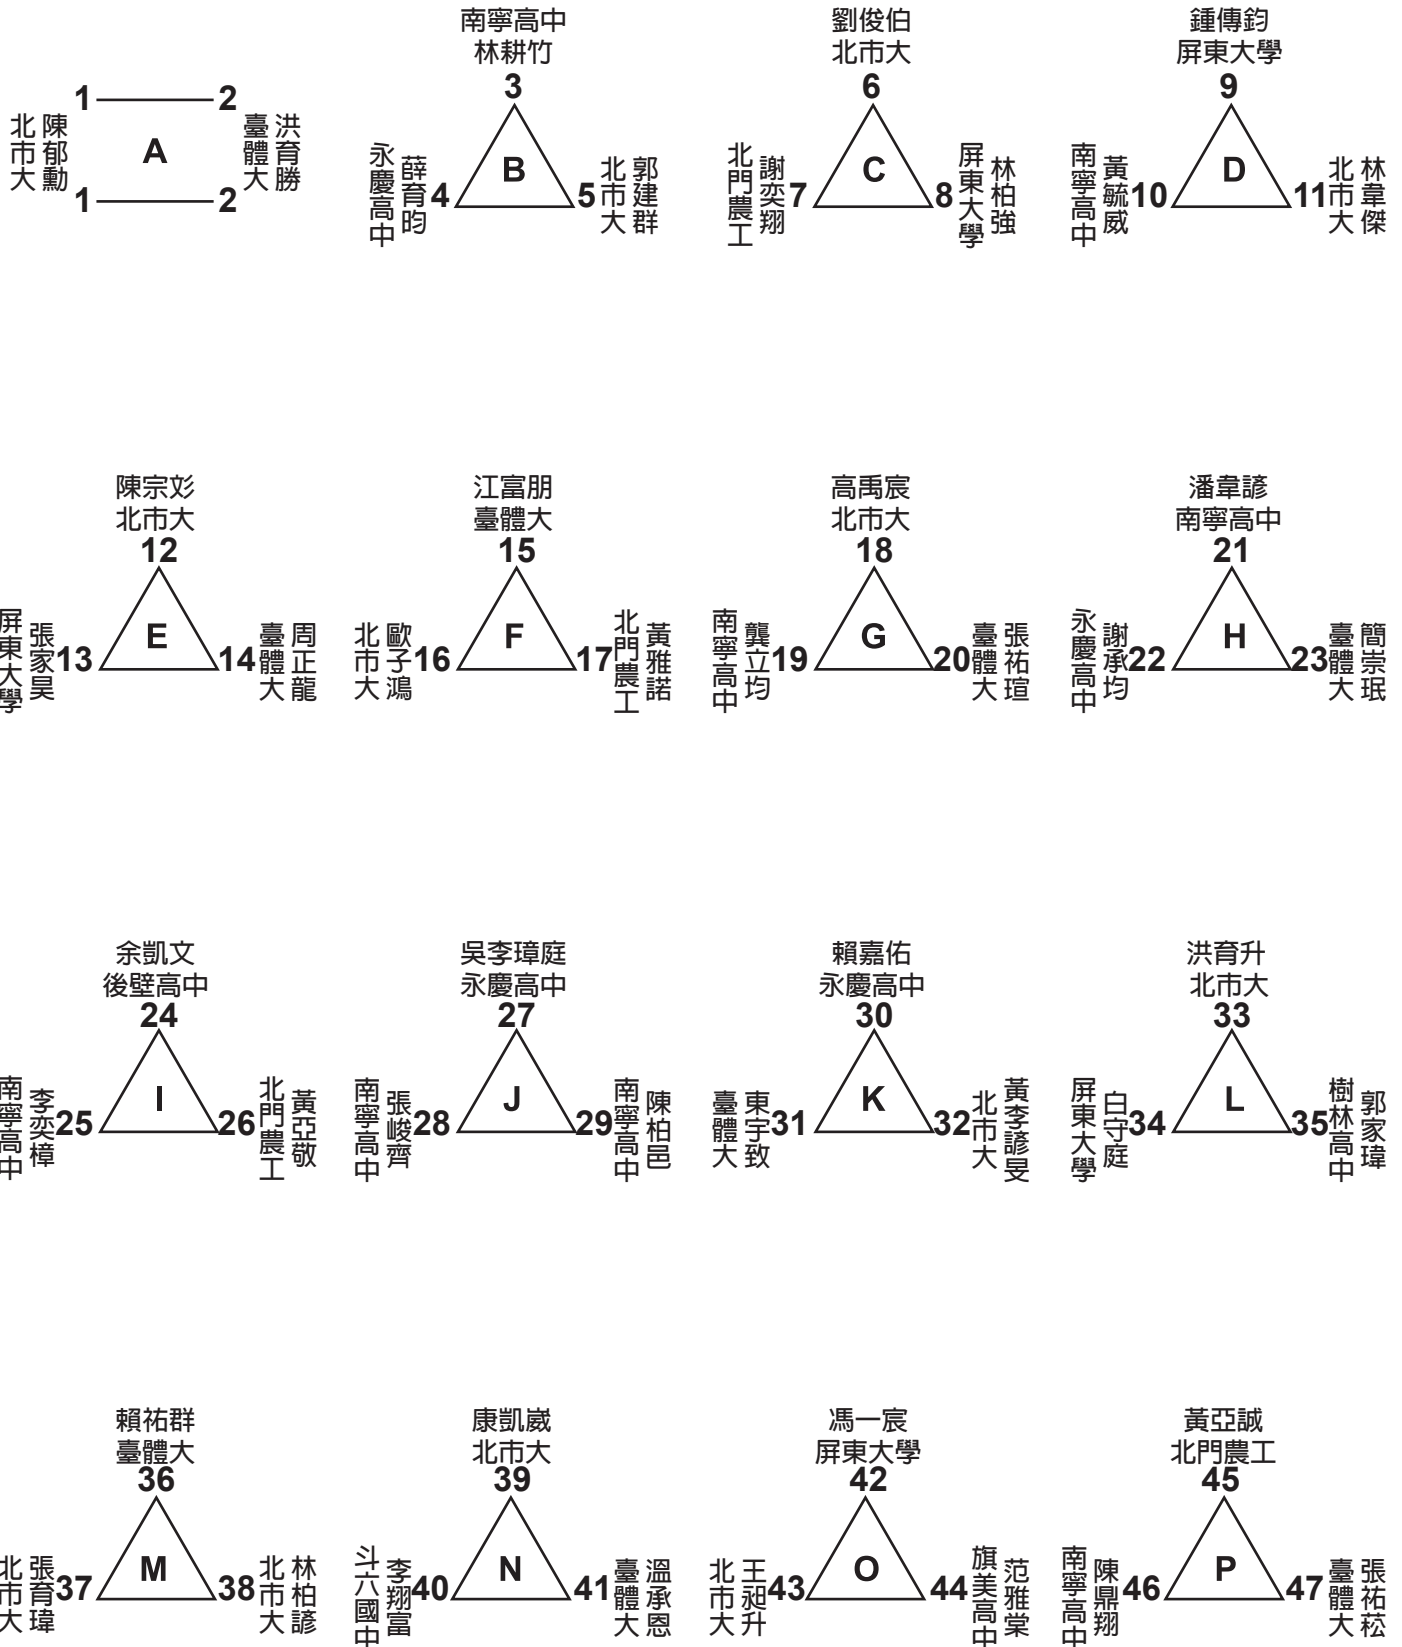 1
2
陳郁勳
北市大
A
洪育勝
臺體大
1
2
南寧高中
林耕竹
3
薛育昀
永慶高中
4
B
5
郭建群
北市大
劉俊伯
北市大
6
謝奕翔
北門農工
7
C
8
林柏強
屏東大學
鍾傳鈞
屏東大學
9
黃毓威
南寧高中
10
D
11
林韋傑
北市大
陳宗彣
北市大
12
張家昊
屏東大學
13
E
14
周正龍
臺體大
江富朋
臺體大
15
歐子鴻
北市大
16
F
17
黃雅諾
北門農工
高禹宸
北市大
18
龔立均
南寧高中
19
G
20
張祐瑄
臺體大
潘韋諺
南寧高中
21
謝承均
永慶高中
22
H
23
簡崇珉
臺體大
余凱文
後壁高中
24
李奕樟
南寧高中
25
I
26
黃亞敬
北門農工
吳李璋庭
永慶高中
27
張峻齊
南寧高中
28
J
29
陳柏邑
南寧高中
賴嘉佑
永慶高中
30
東宇致
臺體大
31
K
32
黃李諺旻
北市大
洪育升
北市大
33
白守庭
屏東大學
34
L
35
郭家瑋
樹林高中
賴祐群
臺體大
36
張育瑋
北市大
37
M
38
林柏諺
北市大
康凱崴
北市大
39
李翔富
斗六國中
40
N
41
溫承恩
臺體大
馮一宸
屏東大學
42
王昶升
北市大
43
O
44
范雅棠
旗美高中
黃亞誠
北門農工
45
陳鼎翔
南寧高中
46
P
47
張祐菘
臺體大